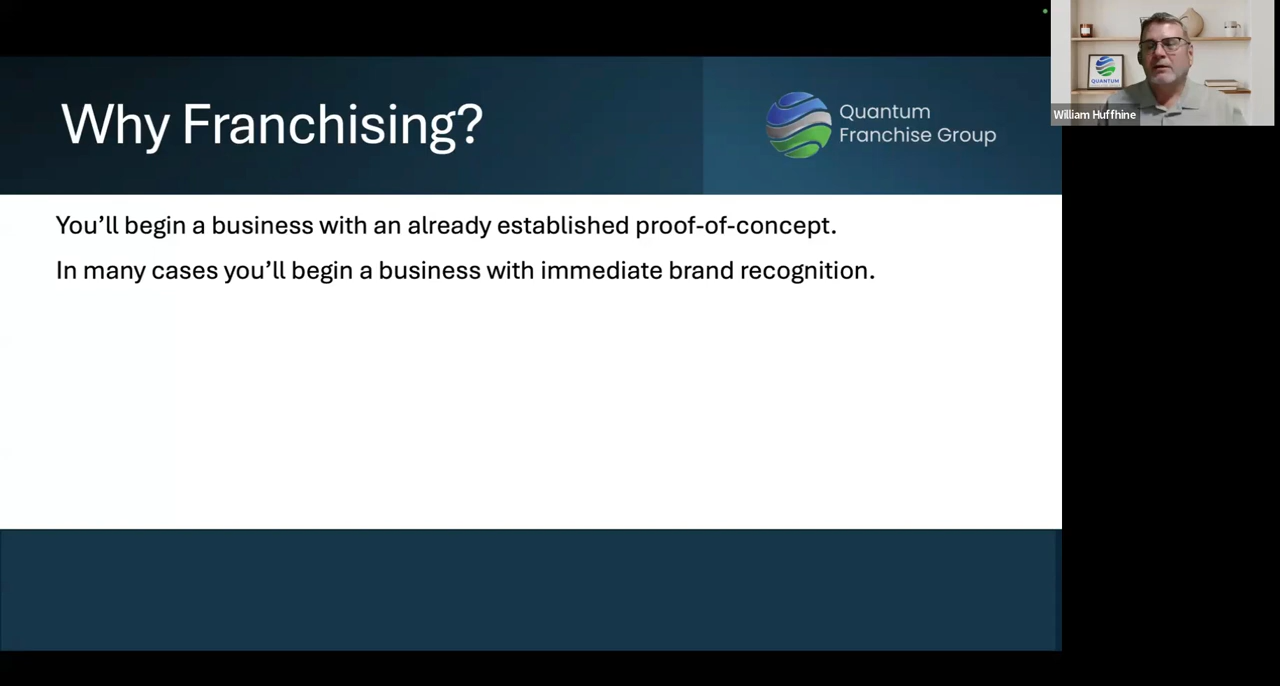 Why Franchising?
Quantum
Franchise Group
QUANTUM
William Huffhine
You’ll begin a business with an already established proof-of-concept.
In many cases you’ll begin a business with immediate brand recognition.